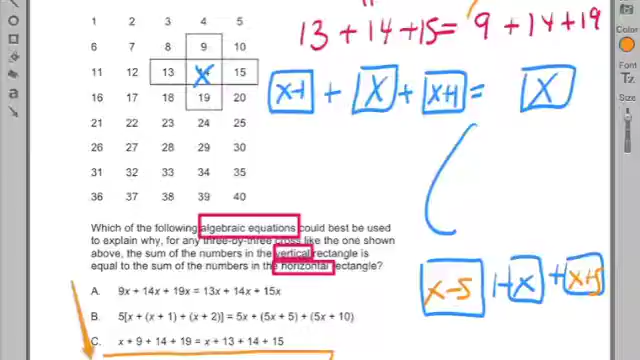 13 + 14 + 15 = 9 + 14 + 19
1 2 3 4 5
6 7 8 9 10
11 12 13 X 15
16 17 18 19 20
21 22 23 24 25
26 27 28 29 30
31 32 33 34 35
36 37 38 39 40
x-1 + x + x+1 = x
Which of the following algebraic equations could best be used
to explain why, for any three-by-three cross like the one shown
above, the sum of the numbers in the vertical rectangle is
equal to the sum of the numbers in the horizontal rectangle?
x-5 + x + x+5
A. 9x + 14x + 19x = 13x + 14x + 15x
B. 5[x + (x + 1) + (x + 2)] = 5x + (5x + 5) + (5x + 10)
C. x + 9 + 14 + 19 = x + 13 + 14 + 15
a
Color
Font
T
Size